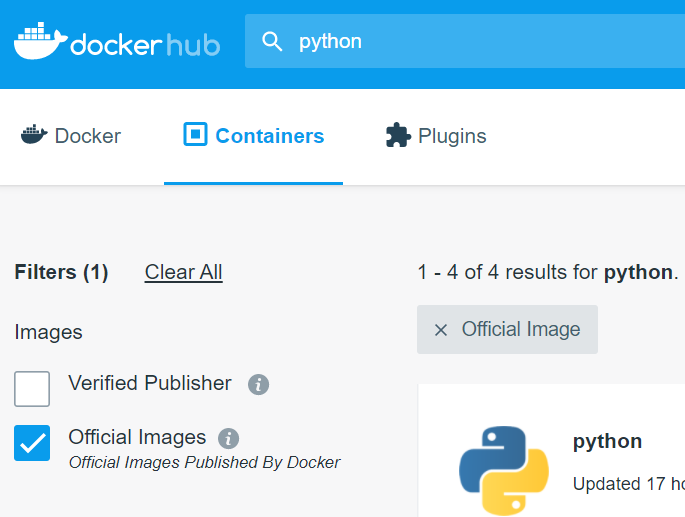 dockerhub
python
Docker
Containers
Plugins
Filters (1)
Clear All
1 - 4 of 4 results for python.
Official Image
Images
Verified Publisher
Official Images
Official Images Published By Docker
python
Updated 17